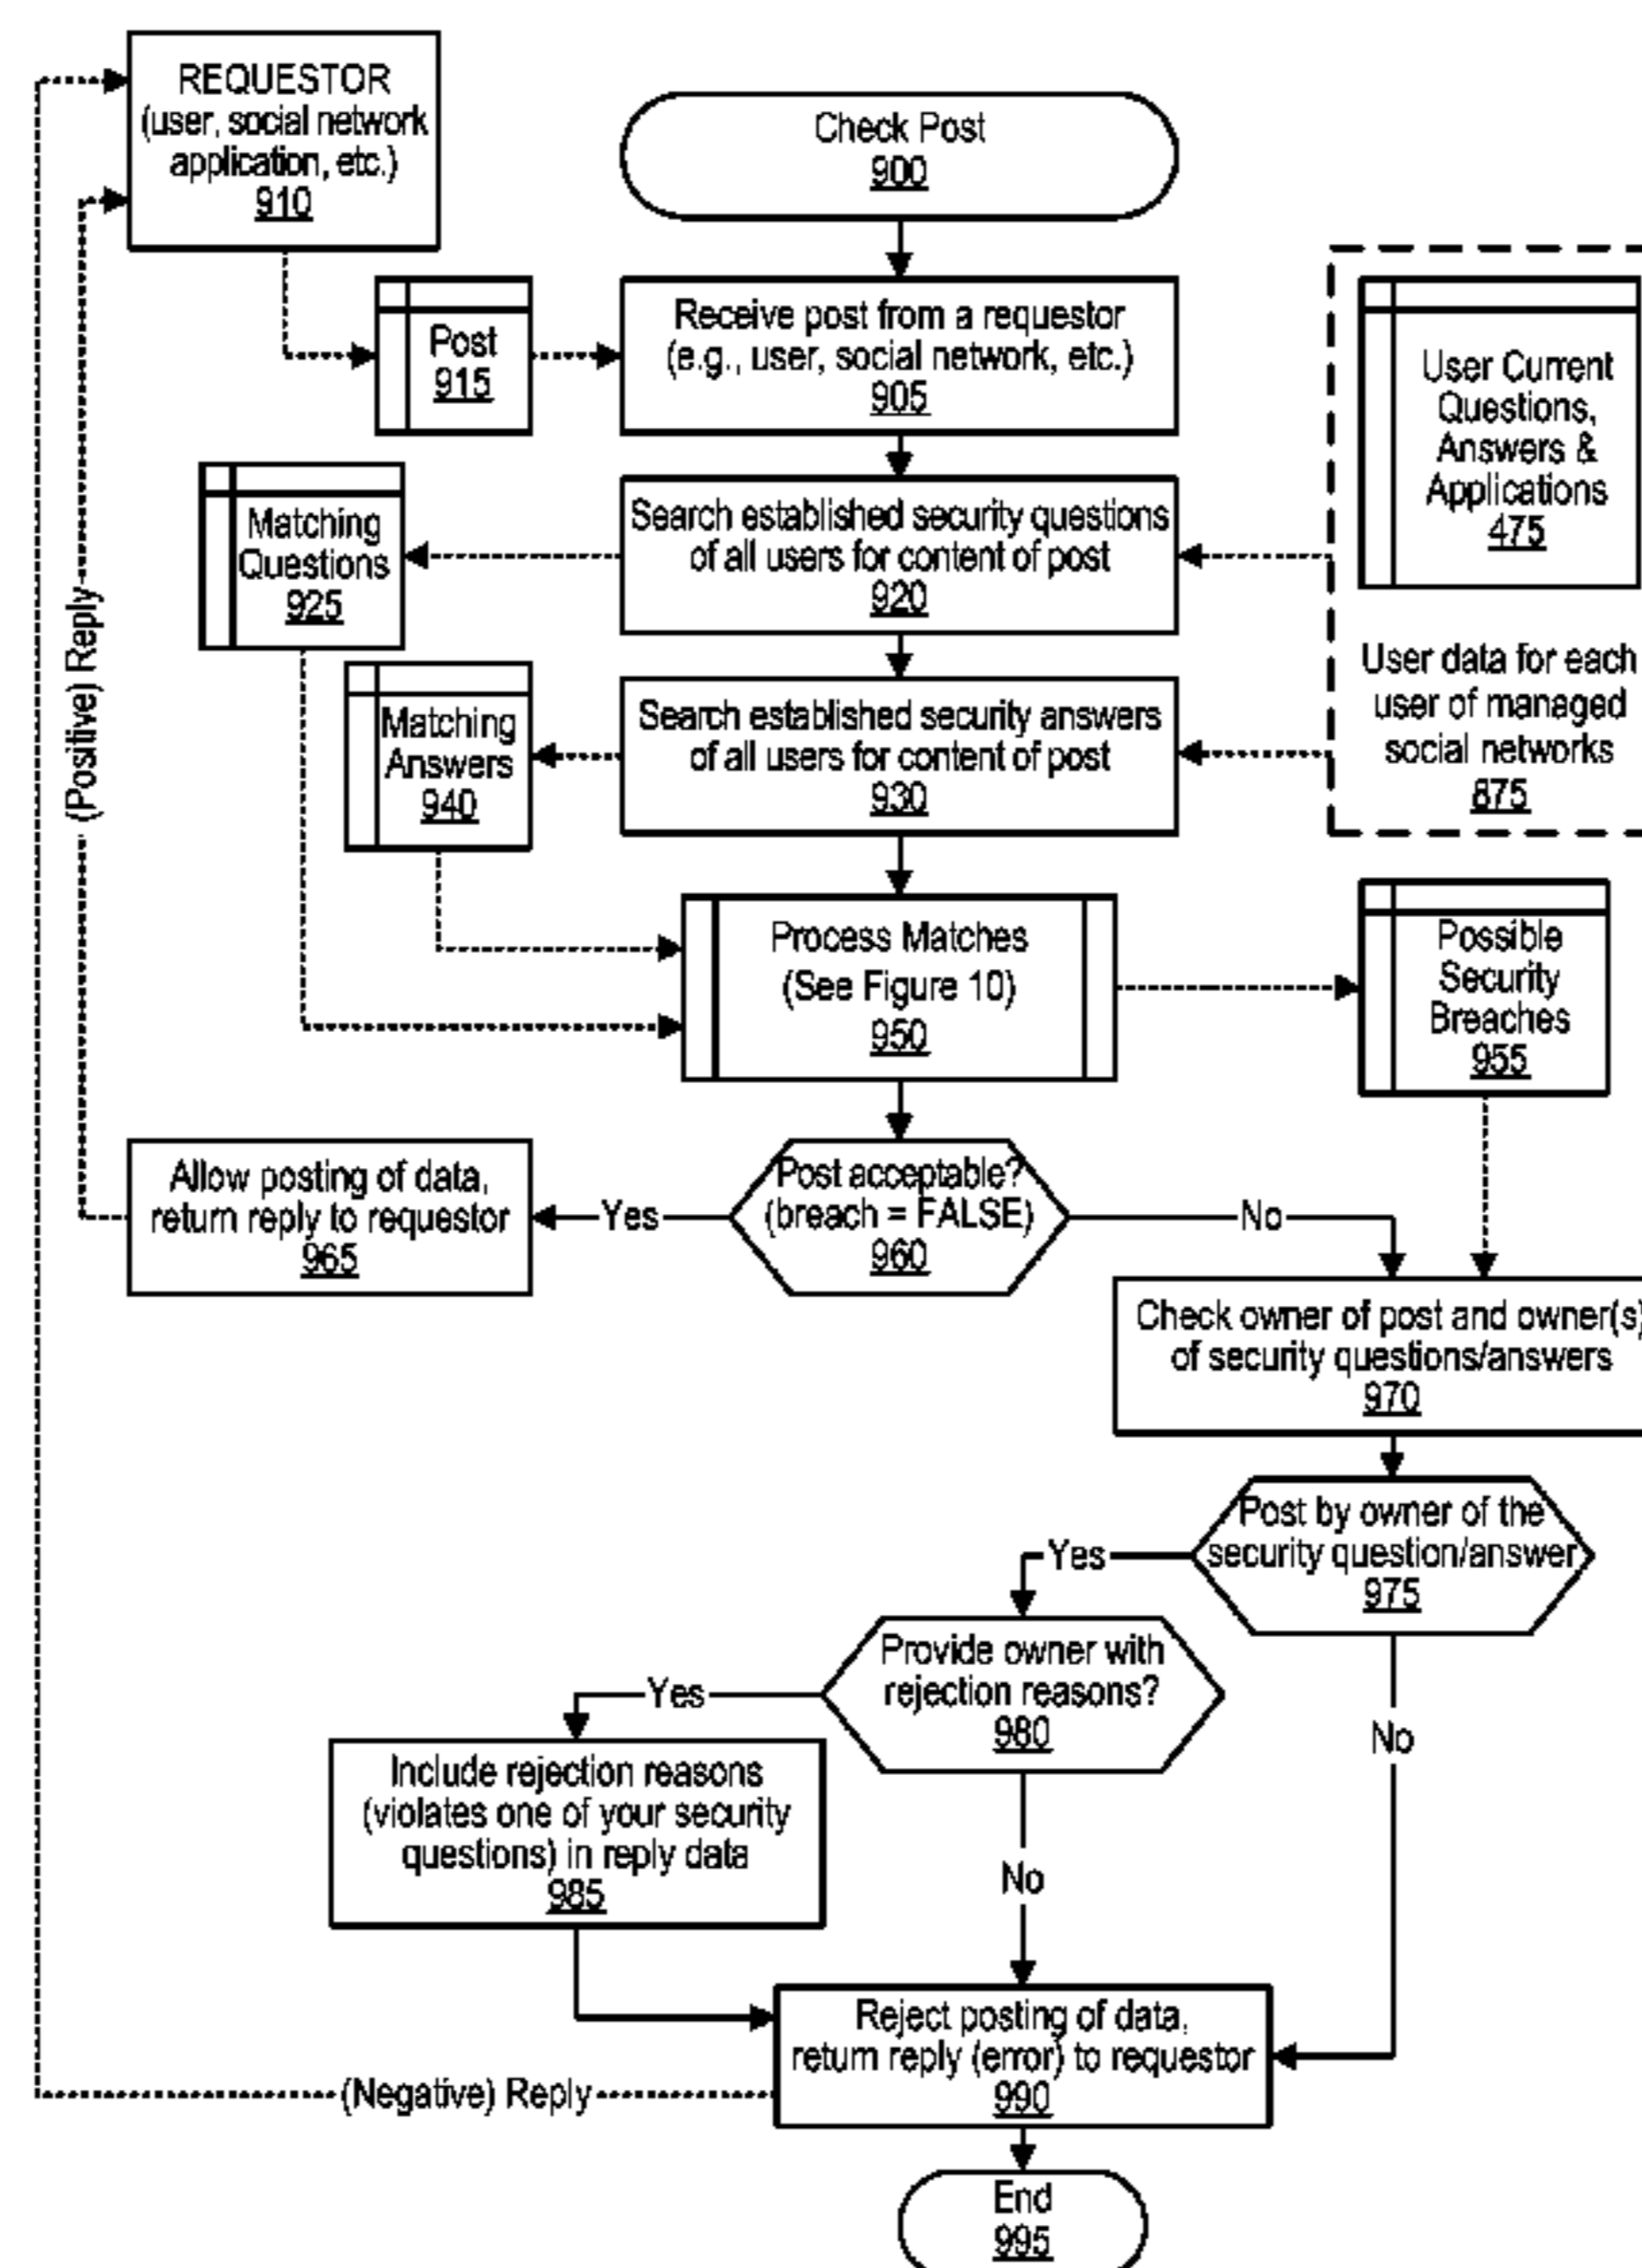 REQUESTOR
(user, social network
application, etc.)
910
Check Post
900
Post
915
Receive post from a requestor
(e.g., user, social network, etc.)
905
User Current
Questions,
Answers &
Applications
475
Matching
Questions
925
Search established security questions
of all users for content of post
920
User data for each
user of managed
social networks
875
(Positive) Reply
Matching
Answers
940
Search established security answers
of all users for content of post
930
Process Matches
(See Figure 10)
950
Possible
Security
Breaches
955
Allow posting of data,
return reply to requestor
965
Yes
Post acceptable?
(breach = FALSE)
960
No
Check owner of post and owner(s)
of security questions/answers
970
Post by owner of the
security question/answer
975
Yes
No
Provide owner with
rejection reasons?
980
Yes
No
Include rejection reasons
(violates one of your security
questions) in reply data
985
Reject posting of data,
return reply (error) to requestor
990
(Negative) Reply
End
995